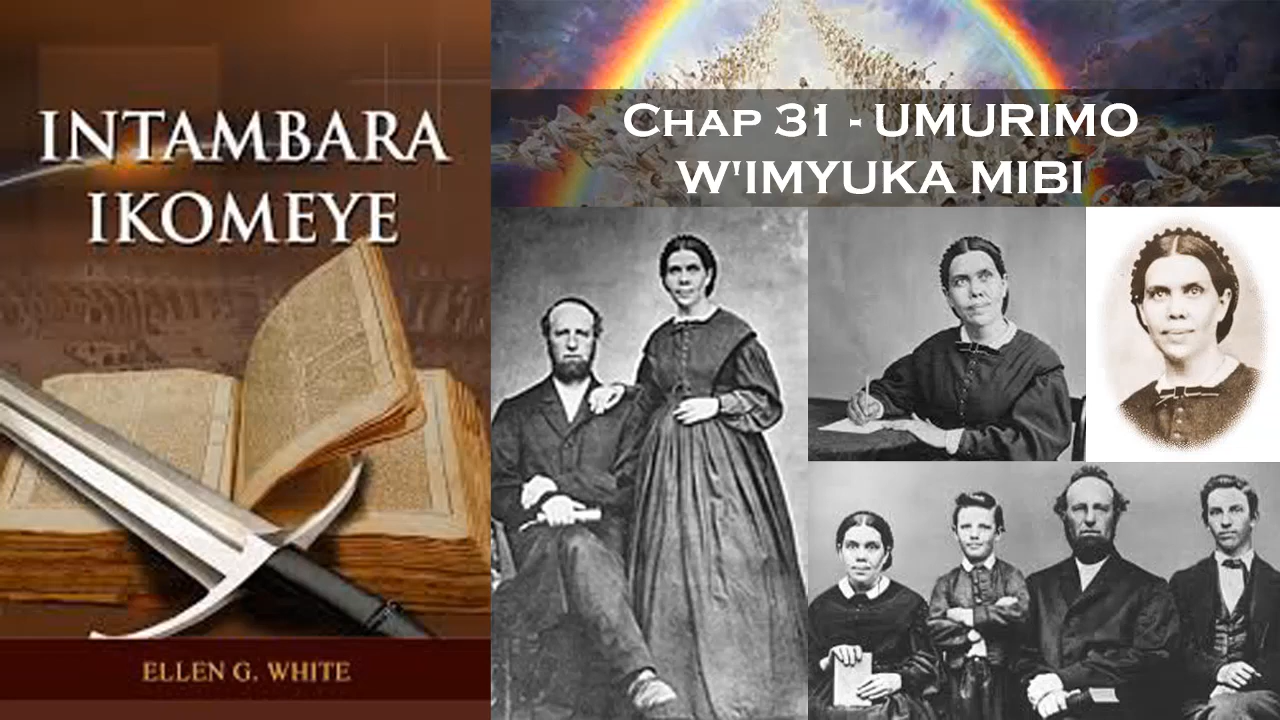 INTAMBARA
IKOMEYE
ELLEN G. WHITE
CHAP 31 - UMURIMO
W'IMYUKA MIBI